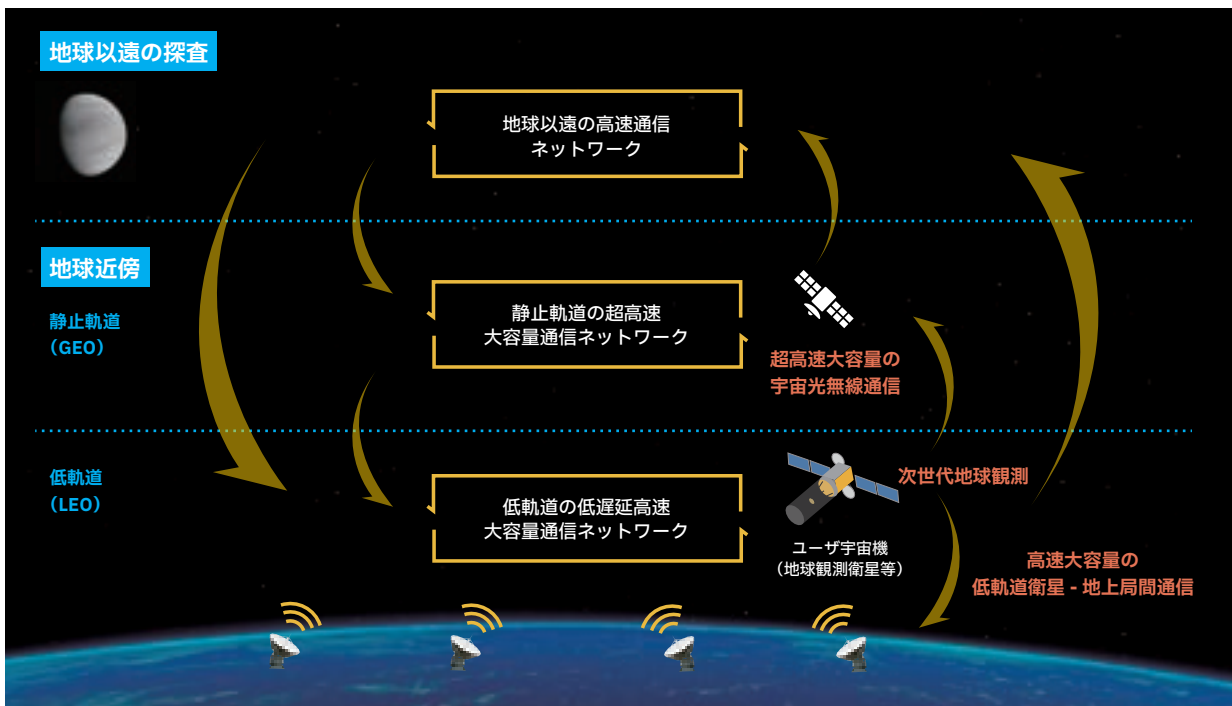 地球以遠の探査
地球以遠の高速通信
ネットワーク
地球近傍
静止軌道
（GEO）
静止軌道の超高速
大容量通信ネットワーク
超高速大容量の
宇宙光無線通信
低軌道
（LEO）
低軌道の低遅延高速
大容量通信ネットワーク
次世代地球観測
ユーザ宇宙機
（地球観測衛星等）
高速大容量の
低軌道衛星 - 地上局間通信